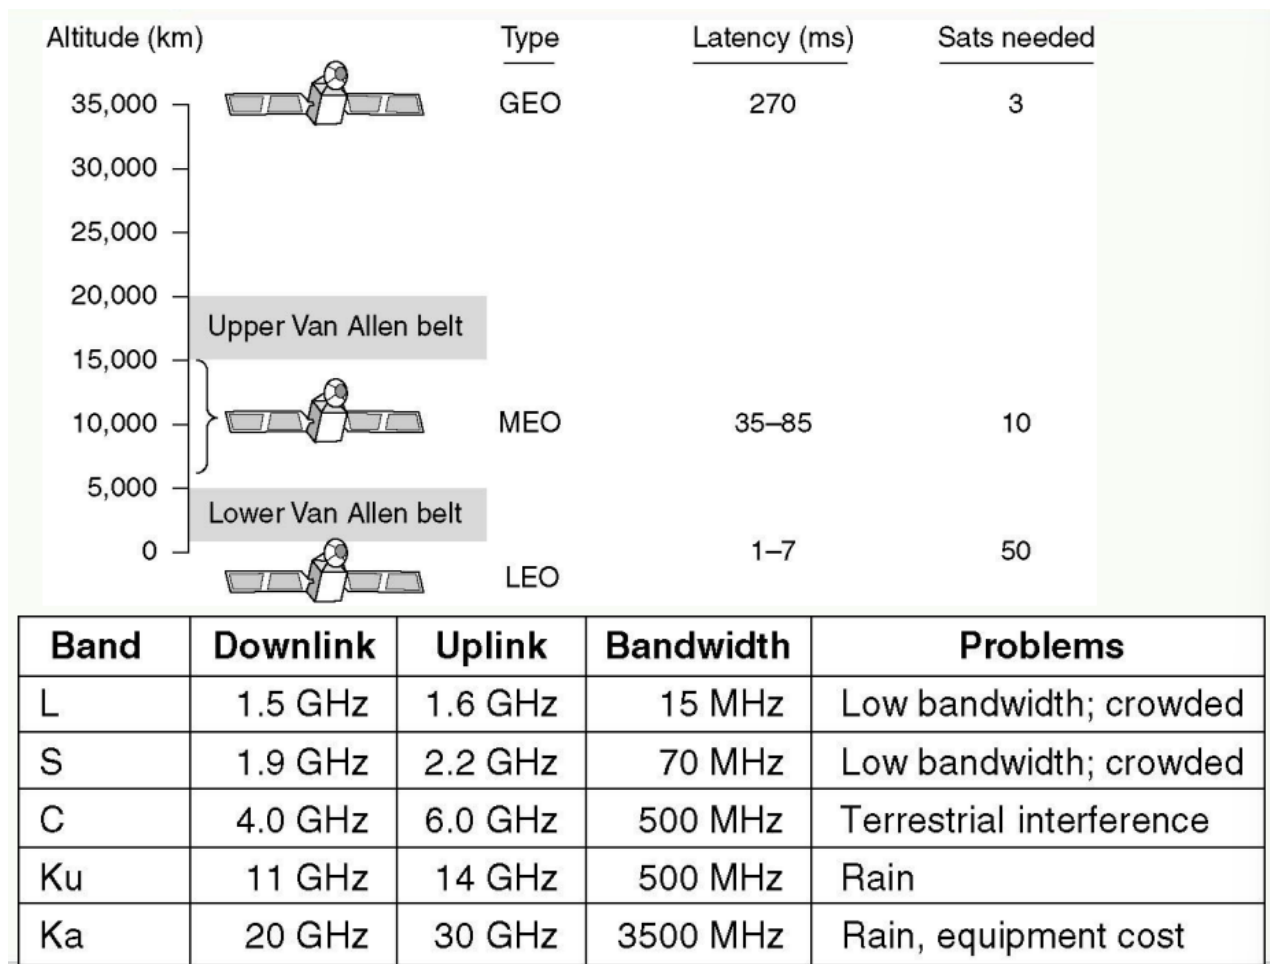 Altitude (km) Type Latency (ms) Sats needed
35,000 GEO 270 3
30,000
25,000
20,000
Upper Van Allen belt
15,000
10,000 MEO 35–85 10
5,000
Lower Van Allen belt
0 1–7 50
LEO
Band Downlink Uplink Bandwidth Problems
L 1.5 GHz 1.6 GHz 15 MHz Low bandwidth; crowded
S 1.9 GHz 2.2 GHz 70 MHz Low bandwidth; crowded
C 4.0 GHz 6.0 GHz 500 MHz Terrestrial interference
Ku 11 GHz 14 GHz 500 MHz Rain
Ka 20 GHz 30 GHz 3500 MHz Rain, equipment cost